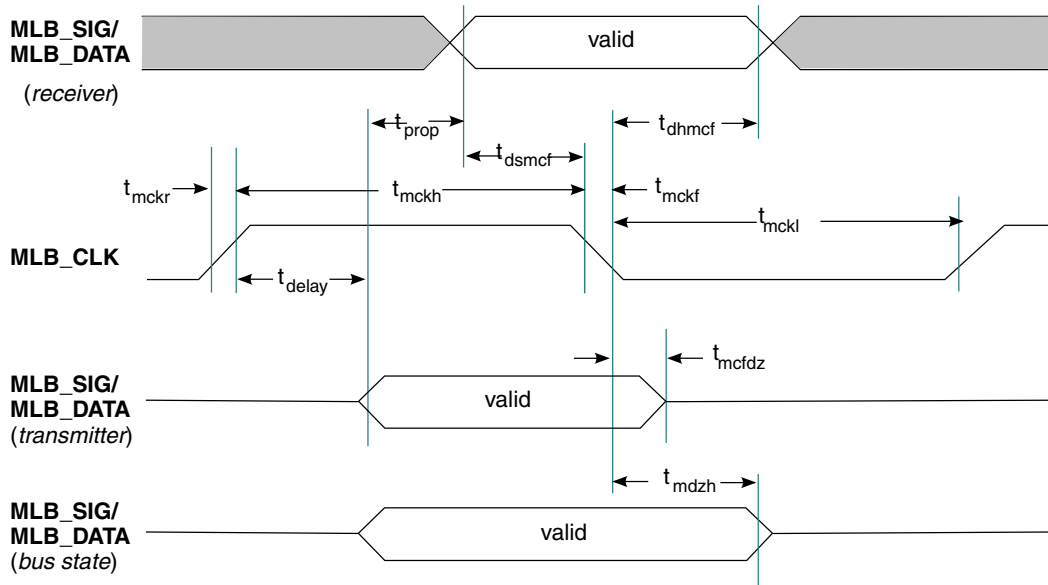 MLB_SIG/
MLB_DATA
(receiver)
valid
tprop
tdhmcf
tdsmcf
tmckr
tmckh
tmckf
tmckl
MLB_CLK
tdelay
tmcfdz
MLB_SIG/
MLB_DATA
(transmitter)
valid
tmdzh
MLB_SIG/
MLB_DATA
(bus state)
valid